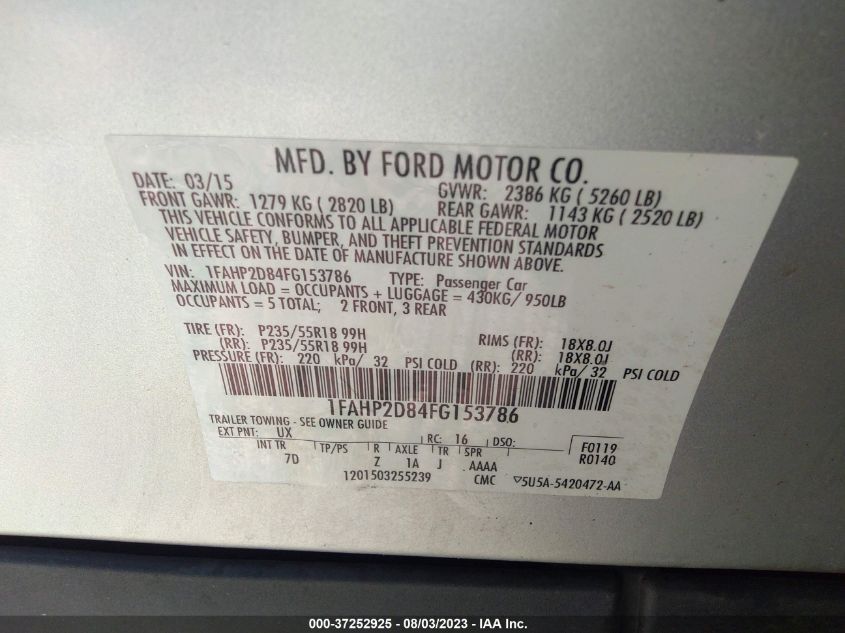 MFD. BY FORD MOTOR CO.
DATE: 03/15 GVWR: 2386 KG ( 5260 LB)
FRONT GAWR: 1279 KG ( 2820 LB) REAR GAWR: 1143 KG ( 2520 LB)
THIS VEHICLE CONFORMS TO ALL APPLICABLE FEDERAL MOTOR
VEHICLE SAFETY, BUMPER, AND THEFT PREVENTION STANDARDS
IN EFFECT ON THE DATE OF MANUFACTURE SHOWN ABOVE.
VIN: 1FAHP2D84FG153786 TYPE: Passenger Car
MAXIMUM LOAD = OCCUPANTS + LUGGAGE = 430KG/ 950LB
OCCUPANTS = 5 TOTAL; 2 FRONT, 3 REAR
TIRE (FR): P235/55R18 99H RIMS (FR): 18X8.0J
(RR): P235/55R18 99H (RR): 18X8.0J
PRESSURE (FR): 220 kPa/ 32 PSI COLD (RR): 220 kPa/ 32 PSI COLD
1FAHP2D84FG153786
TRAILER TOWING - SEE OWNER GUIDE
EXT PNT: UX RC: 16 DSO: F0119
INT TR TP/PS R AXLE TR SPR R0140
7D Z 1A J AAAA
1201503255239 CMC ▽5U5A-5420472-AA
000-37252925 - 08/03/2023 - IAA Inc.